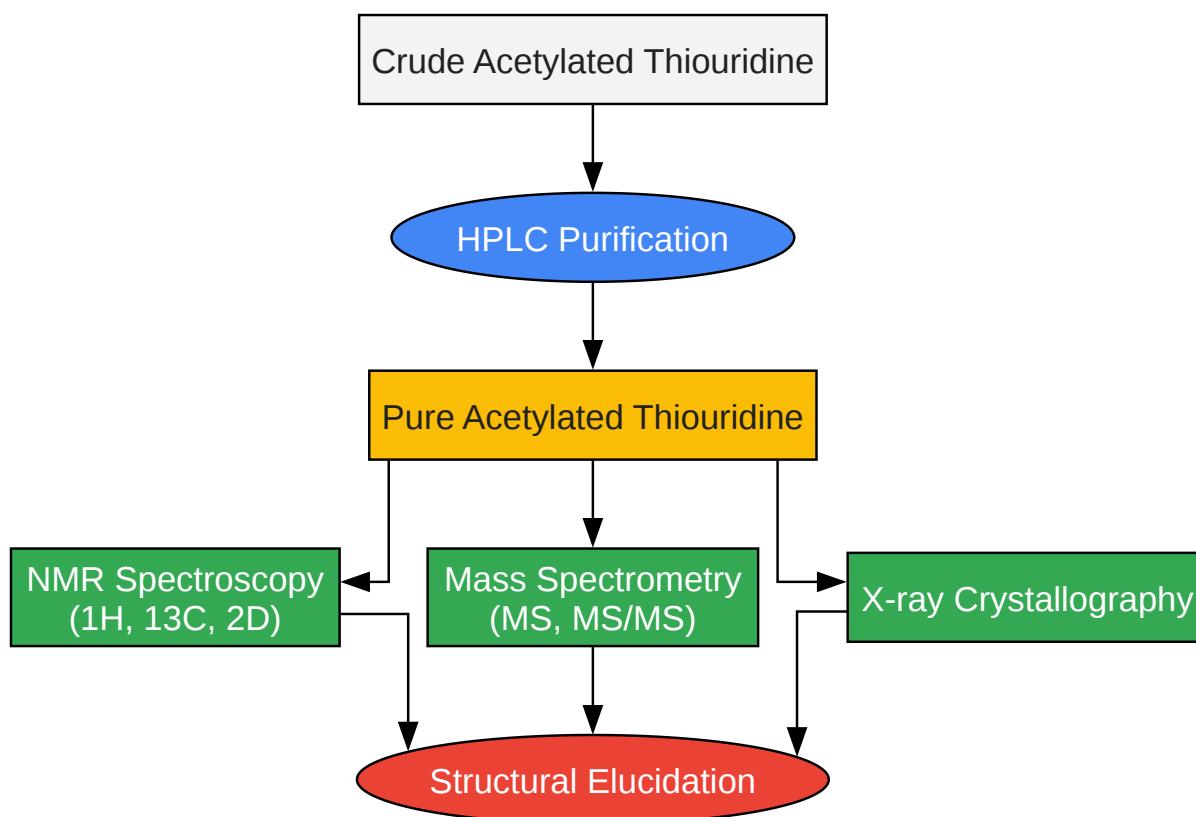 Crude Acetylated Thiouridine
HPLC Purification
Pure Acetylated Thiouridine
NMR Spectroscopy
(1H, 13C, 2D)
Mass Spectrometry
(MS, MS/MS)
X-ray Crystallography
Structural Elucidation